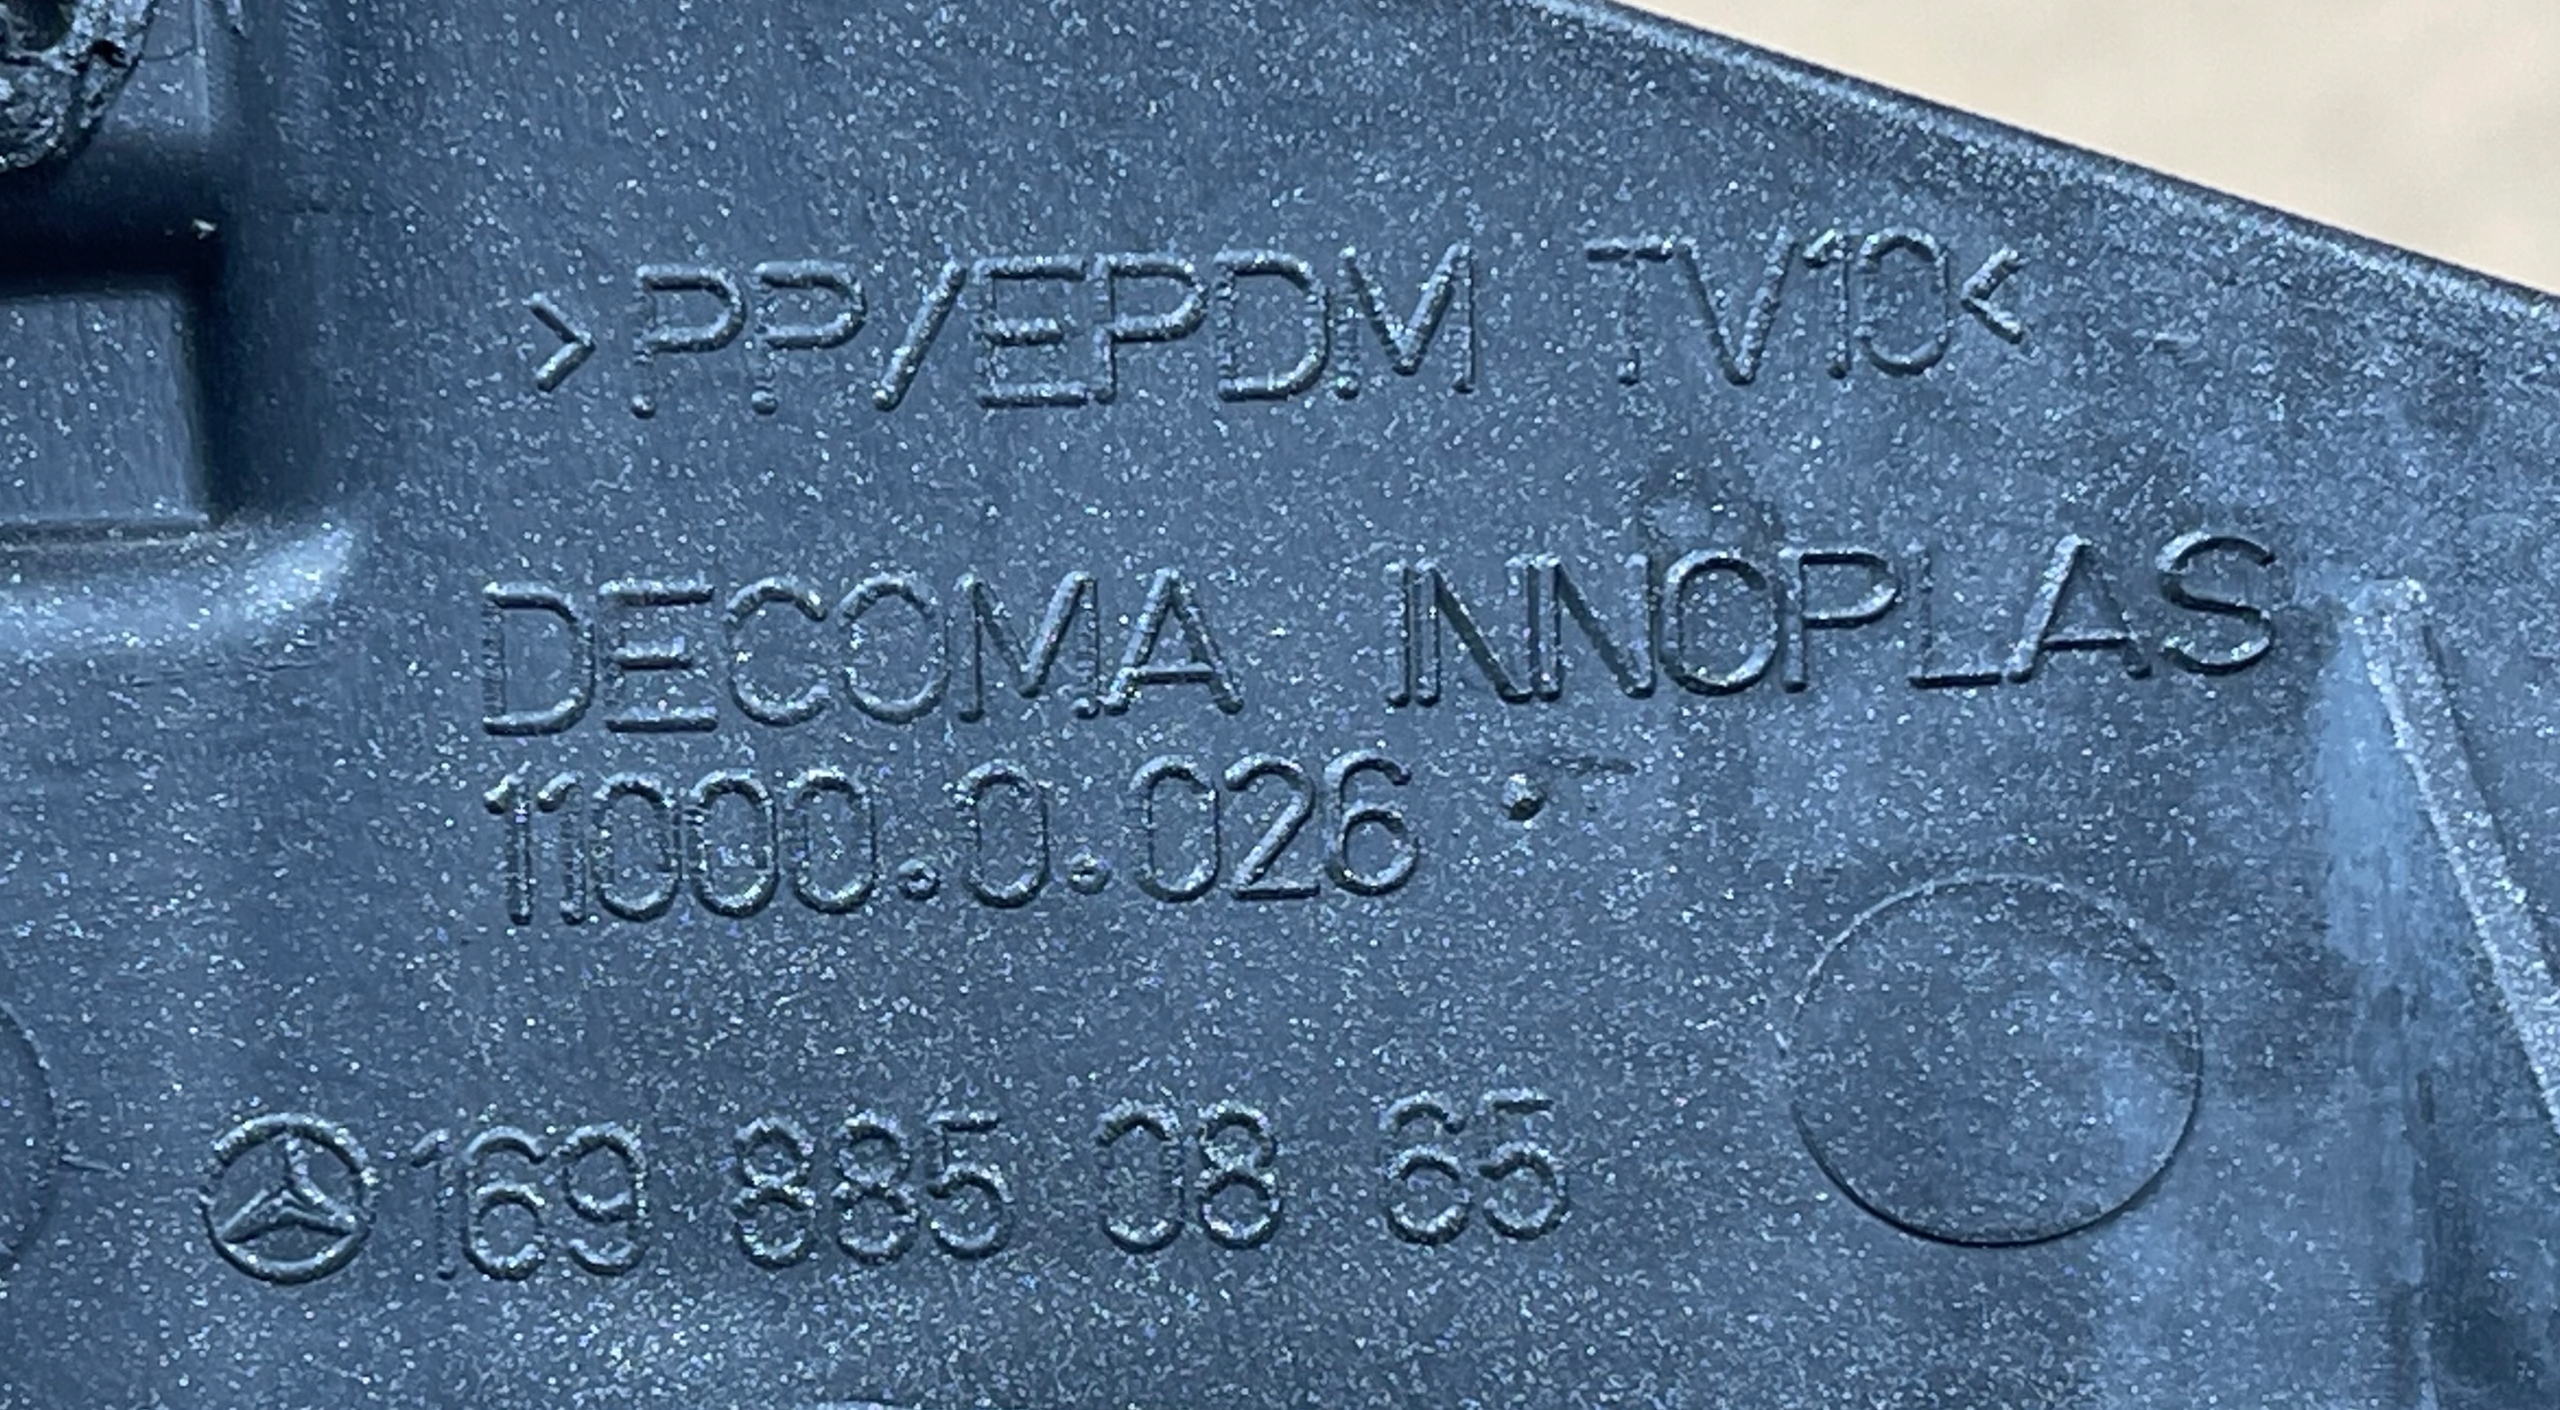 >PP/EPDM TV10<
DECOMA INNOPLAS
11000.0.026
169 885 08 65